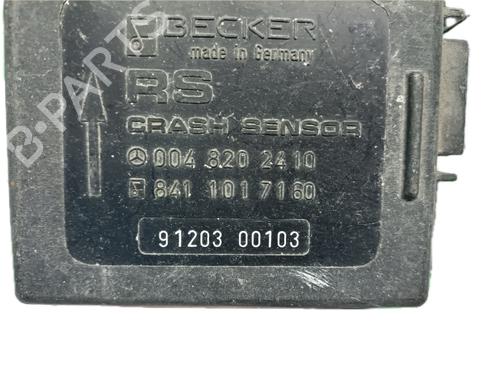 BECKER
made in Germany
RS
CRASH SENSOR
004 820 2410
841 101 7160
91203 00103
B-PARTS